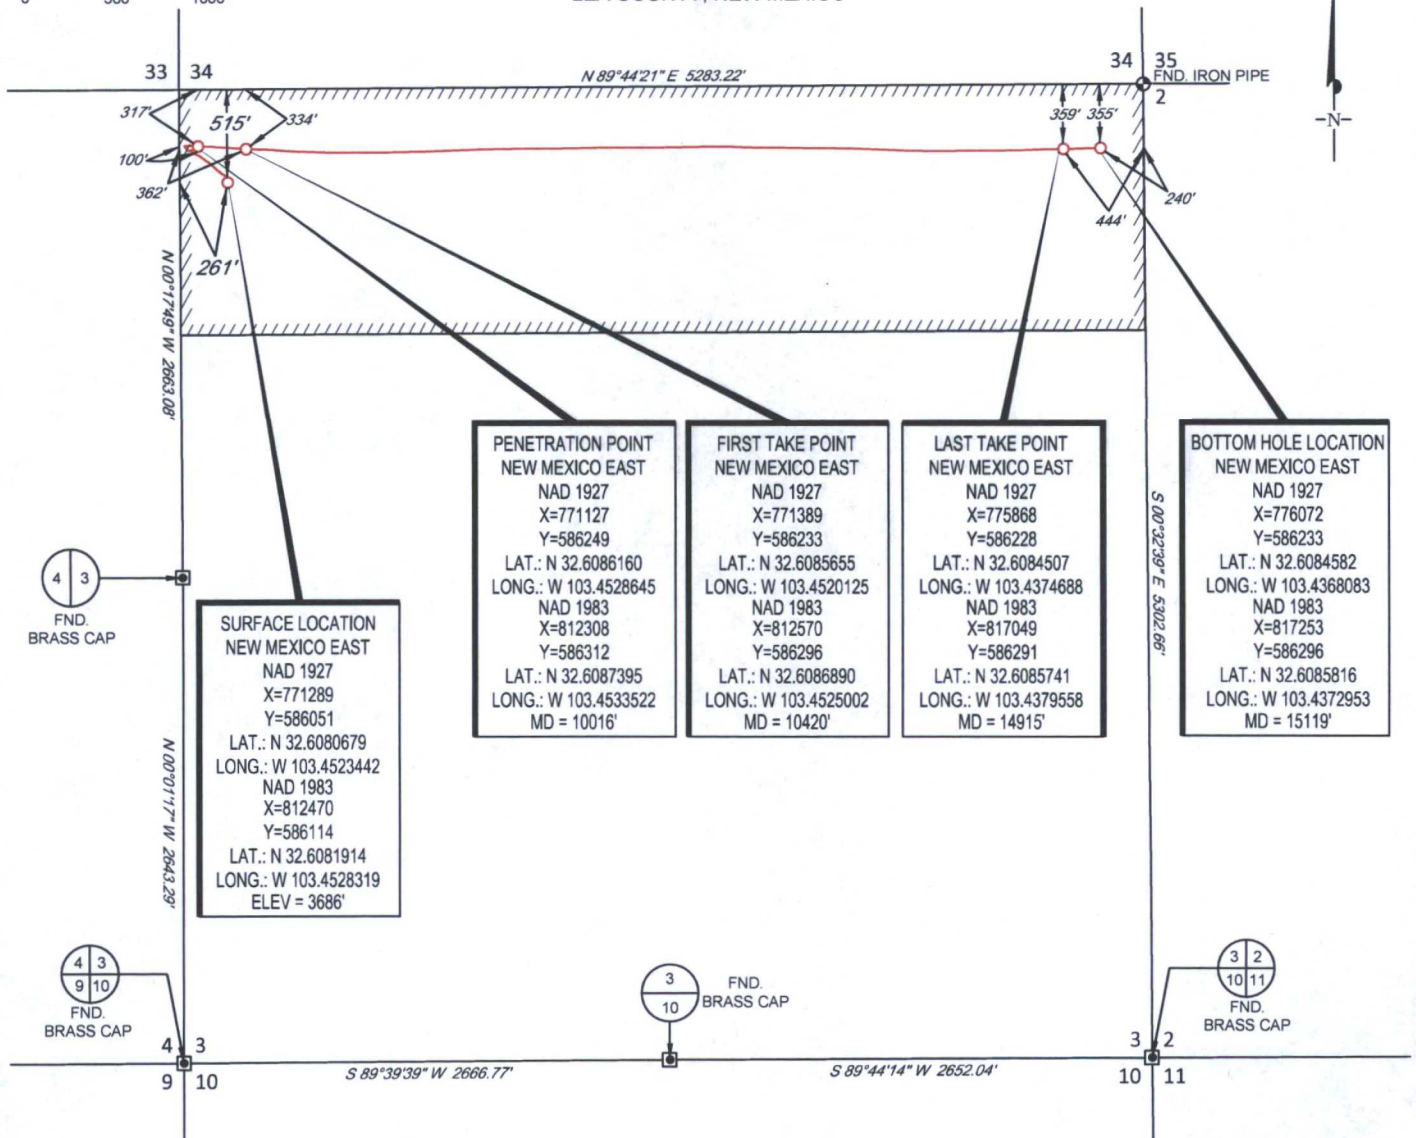 33 34
34 35
N 89°44'21" E 5283.22'
FND. IRON PIPE
2
317'
515'
334'
359'
355'
-N-
100'
362'
261'
444'
240'
N 00°17'49" W 2663.08'
S 00°32'39" E 5302.66'
PENETRATION POINT
NEW MEXICO EAST
NAD 1927
X=771127
Y=586249
LAT.: N 32.6086160
LONG.: W 103.4528645
NAD 1983
X=812308
Y=586312
LAT.: N 32.6087395
LONG.: W 103.4533522
MD = 10016'
FIRST TAKE POINT
NEW MEXICO EAST
NAD 1927
X=771389
Y=586233
LAT.: N 32.6085655
LONG.: W 103.4520125
NAD 1983
X=812570
Y=586296
LAT.: N 32.6086890
LONG.: W 103.4525002
MD = 10420'
LAST TAKE POINT
NEW MEXICO EAST
NAD 1927
X=775868
Y=586228
LAT.: N 32.6084507
LONG.: W 103.4374688
NAD 1983
X=817049
Y=586291
LAT.: N 32.6085741
LONG.: W 103.4379558
MD = 14915'
BOTTOM HOLE LOCATION
NEW MEXICO EAST
NAD 1927
X=776072
Y=586233
LAT.: N 32.6084582
LONG.: W 103.4368083
NAD 1983
X=817253
Y=586296
LAT.: N 32.6085816
LONG.: W 103.4372953
MD = 15119'
4 3
FND.
BRASS CAP
SURFACE LOCATION
NEW MEXICO EAST
NAD 1927
X=771289
Y=586051
LAT.: N 32.6080679
LONG.: W 103.4523442
NAD 1983
X=812470
Y=586114
LAT.: N 32.6081914
LONG.: W 103.4528319
ELEV = 3686'
N 00°01'17" W 2643.29'
4 3
9 10
FND.
BRASS CAP
3
10
FND.
BRASS CAP
3 2
10 11
FND.
BRASS CAP
4 3
9 10
S 89°39'39" W 2666.77'
S 89°44'14" W 2652.04'
3 2
10 11